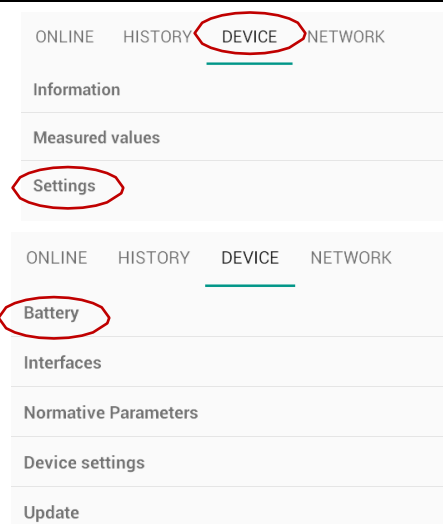 ONLINE HISTORY DEVICE NETWORK
Information
Measured values
Settings
ONLINE HISTORY DEVICE NETWORK
Battery
Interfaces
Normative Parameters
Device settings
Update